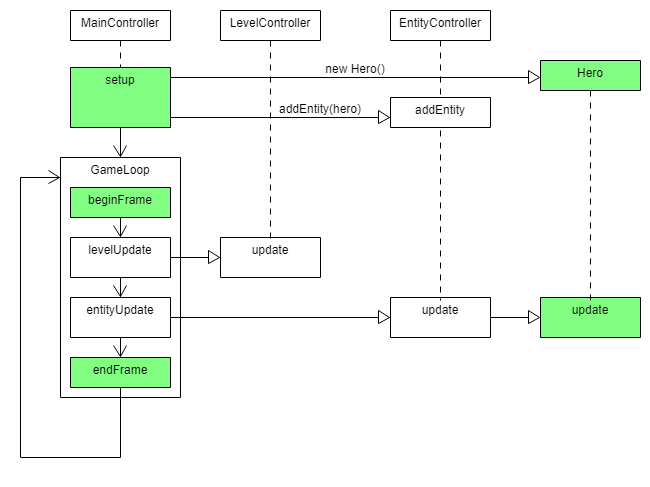 MainController
LevelController
EntityController
setup
new Hero()
Hero
addEntity(hero)
addEntity
GameLoop
beginFrame
levelUpdate
update
entityUpdate
update
update
endFrame